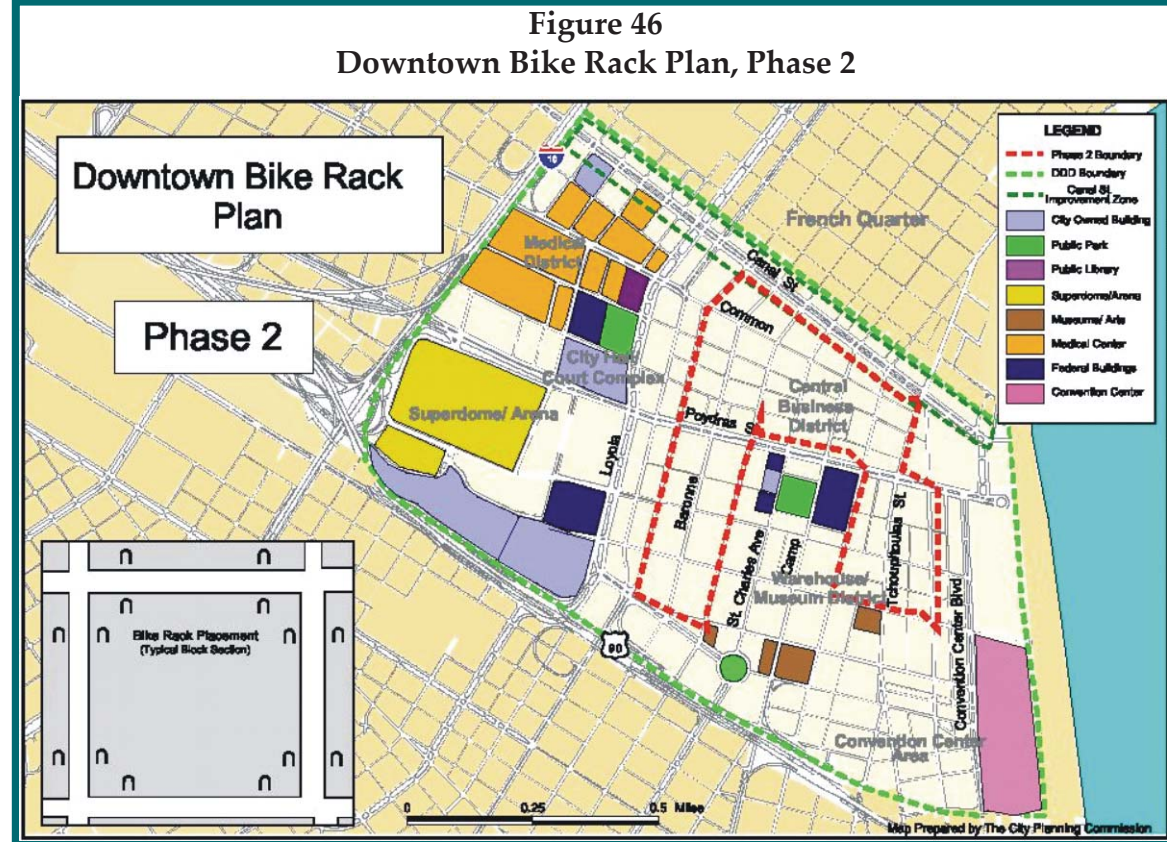 Figure 46
Downtown Bike Rack Plan, Phase 2
Downtown Bike Rack
Plan
Phase 2
LEGEND
Phase 2 Boundary
DDD Boundary
Canal St.
Improvement Zone
City Owned Building
Public Park
Public Library
Superdome/Arena
Museums/ Arts
Medical Center
Federal Buildings
Convention Center
10
French Quarter
Medical
District
Canal St.
Common
City Hall
Court Complex
Central
Business
District
Superdome/ Arena
Poydras S
Loyola
Baronne
St. Charles Ave
Camp
Tchouphoulas St.
Warehouse/
Museum District
Convention Center Blvd
90
Convention Center
Area
Bike Rack Placement
(Typical Block Section)
0 0.25 0.5 Miles
Map Prepared by The City Planning Commission